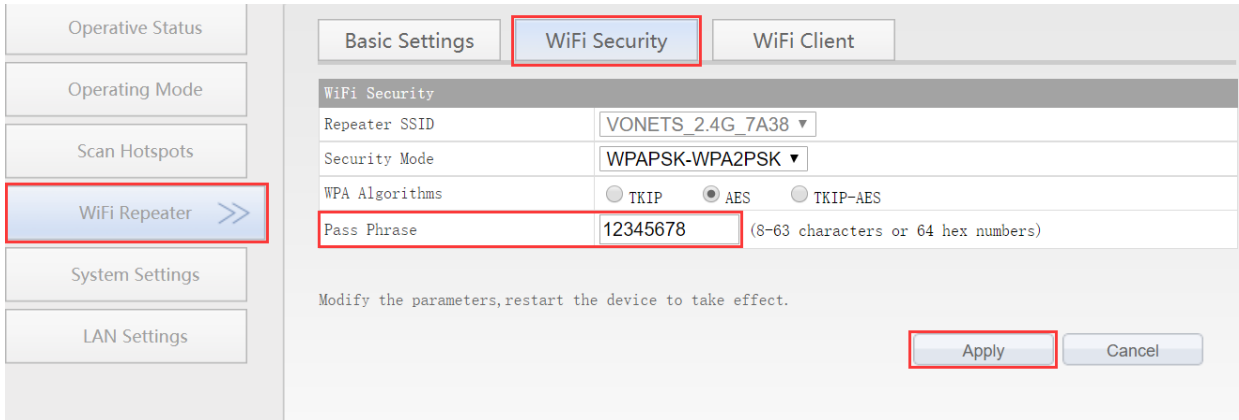 Operative Status
Operating Mode
Scan Hotspots
WiFi Repeater
System Settings
LAN Settings
Basic Settings
WiFi Security
WiFi Client
WiFi Security
Repeater SSID VONETS_2.4G_7A38
Security Mode WPAPSK-WPA2PSK
WPA Algorithms TKIP AES TKIP-AES
Pass Phrase 12345678 (8-63 characters or 64 hex numbers)
Modify the parameters,restart the device to take effect.
Apply Cancel